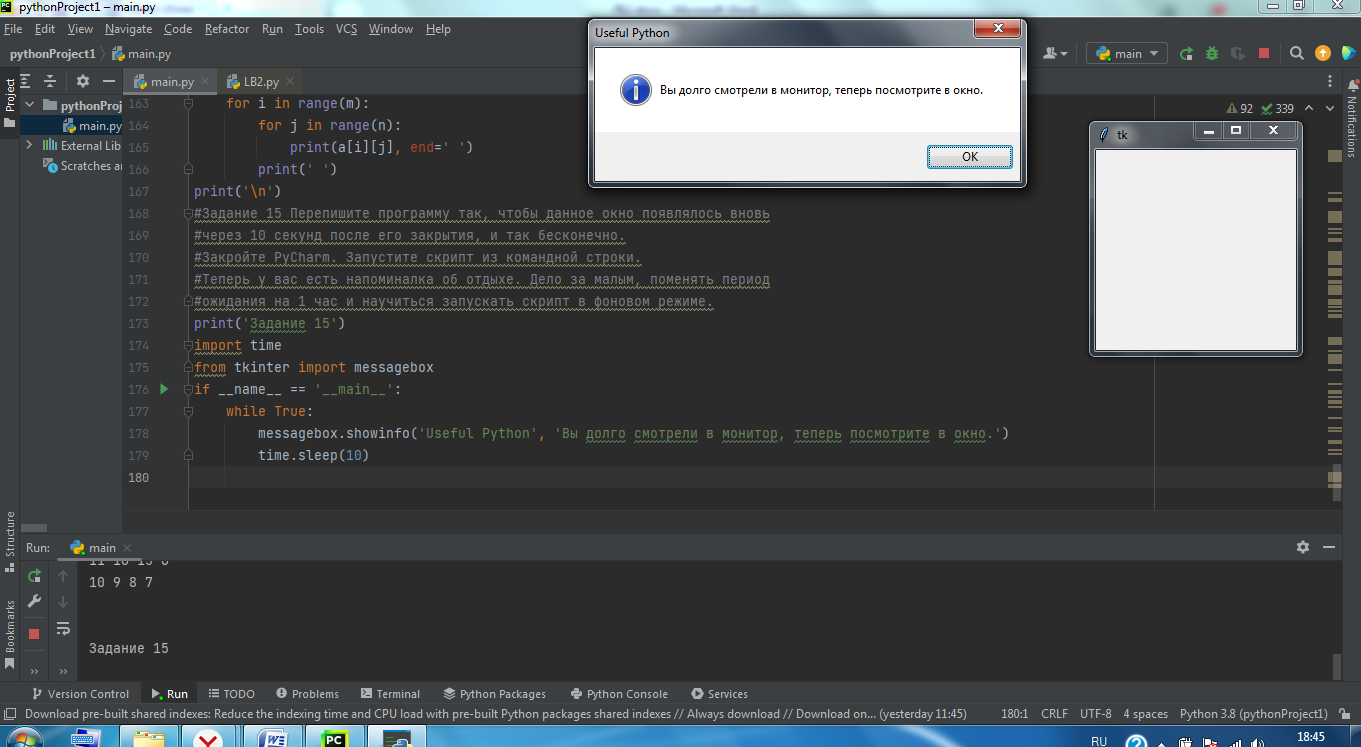 pythonProject1 – main.py
File Edit View Navigate Code Refactor Run Tools VCS Window Help
pythonProject1 main.py
main
Useful Python
Вы долго смотрели в монитор, теперь посмотрите в окно.
OK
tk
Project
Notifications
Structure
Bookmarks
main.py LB2.py
pythonProj
main.py
External Lib
Scratches a
92 339
163 for i in range(m):
164 for j in range(n):
165 print(a[i][j], end=' ')
166 print(' ')
167 print('\n')
168 #Задание 15 Перепишите программу так, чтобы данное окно появлялось вновь
169 #через 10 секунд после его закрытия, и так бесконечно.
170 #Закройте PyCharm. Запустите скрипт из командной строки.
171 #Теперь у вас есть напоминалка об отдыхе. Дело за малым, поменять период
172 #ожидания на 1 час и научиться запускать скрипт в фоновом режиме.
173 print('Задание 15')
174 import time
175 from tkinter import messagebox
176 if __name__ == '__main__':
177 while True:
178 messagebox.showinfo('Useful Python', 'Вы долго смотрели в монитор, теперь посмотрите в окно.')
179 time.sleep(10)
180
Run: main
10 9 8 7
Задание 15
Version Control Run TODO Problems Terminal Python Packages Python Console Services
Download pre-built shared indexes: Reduce the indexing time and CPU load with pre-built Python packages shared indexes // Always download // Download on... (yesterday 11:45) 180:1 CRLF UTF-8 4 spaces Python 3.8 (pythonProject1)
RU 18:45